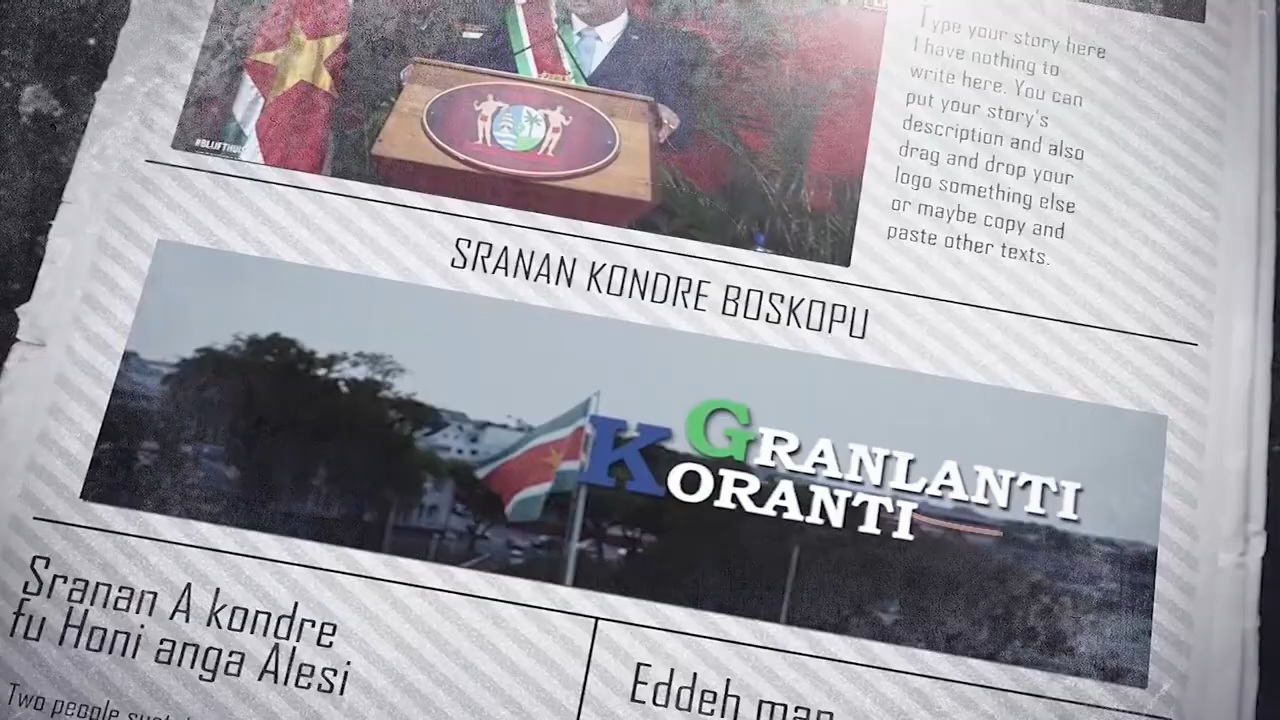 Type your story here
I have nothing to
write here. You can
put your story's
description and also
drag and drop your
logo something else
or maybe copy and
paste other texts.
SRANAN KONDRE BOSKOPU
GRANLANTI
KORANTI
Sranan A kondre
fu Honi anga Alesi
Two people
Eddeh man